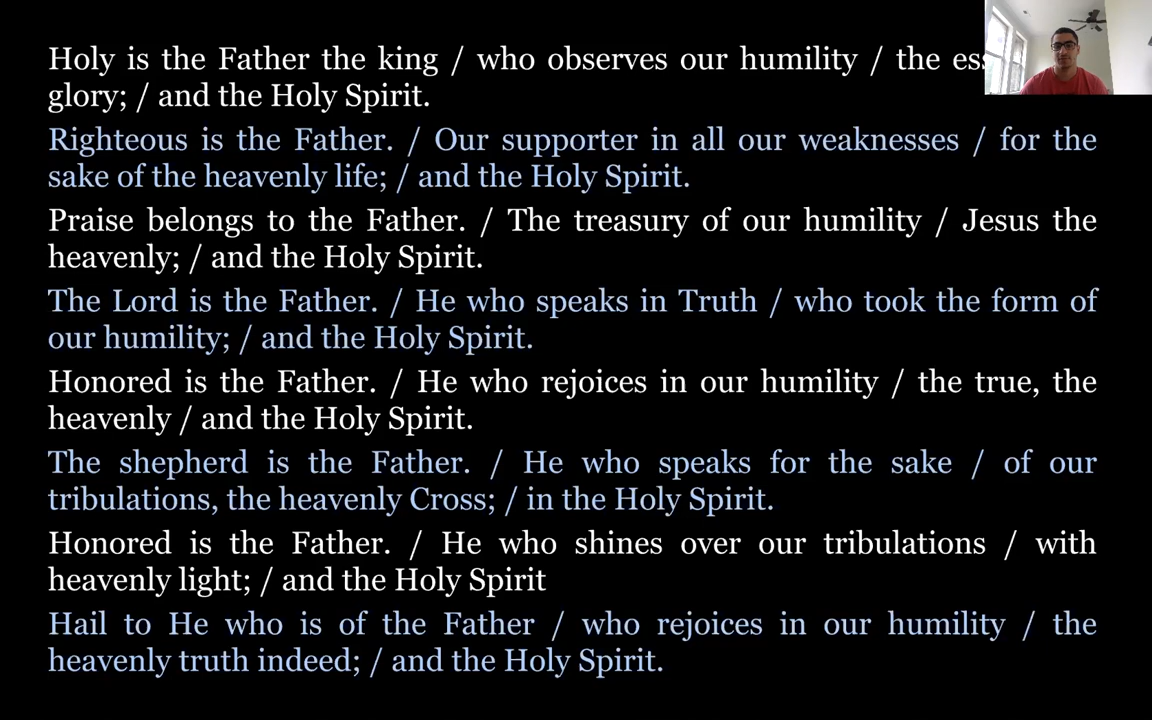 Holy is the Father the king / who observes our humility / the
glory; / and the Holy Spirit.
Righteous is the Father. / Our supporter in all our weaknesses / for the
sake of the heavenly life; / and the Holy Spirit.
Praise belongs to the Father. / The treasury of our humility / Jesus the
heavenly; / and the Holy Spirit.
The Lord is the Father. / He who speaks in Truth / who took the form of
our humility; / and the Holy Spirit.
Honored is the Father. / He who rejoices in our humility / the true, the
heavenly / and the Holy Spirit.
The shepherd is the Father. / He who speaks for the sake / of our
tribulations, the heavenly Cross; / in the Holy Spirit.
Honored is the Father. / He who shines over our tribulations / with
heavenly light; / and the Holy Spirit
Hail to He who is of the Father / who rejoices in our humility / the
heavenly truth indeed; / and the Holy Spirit.